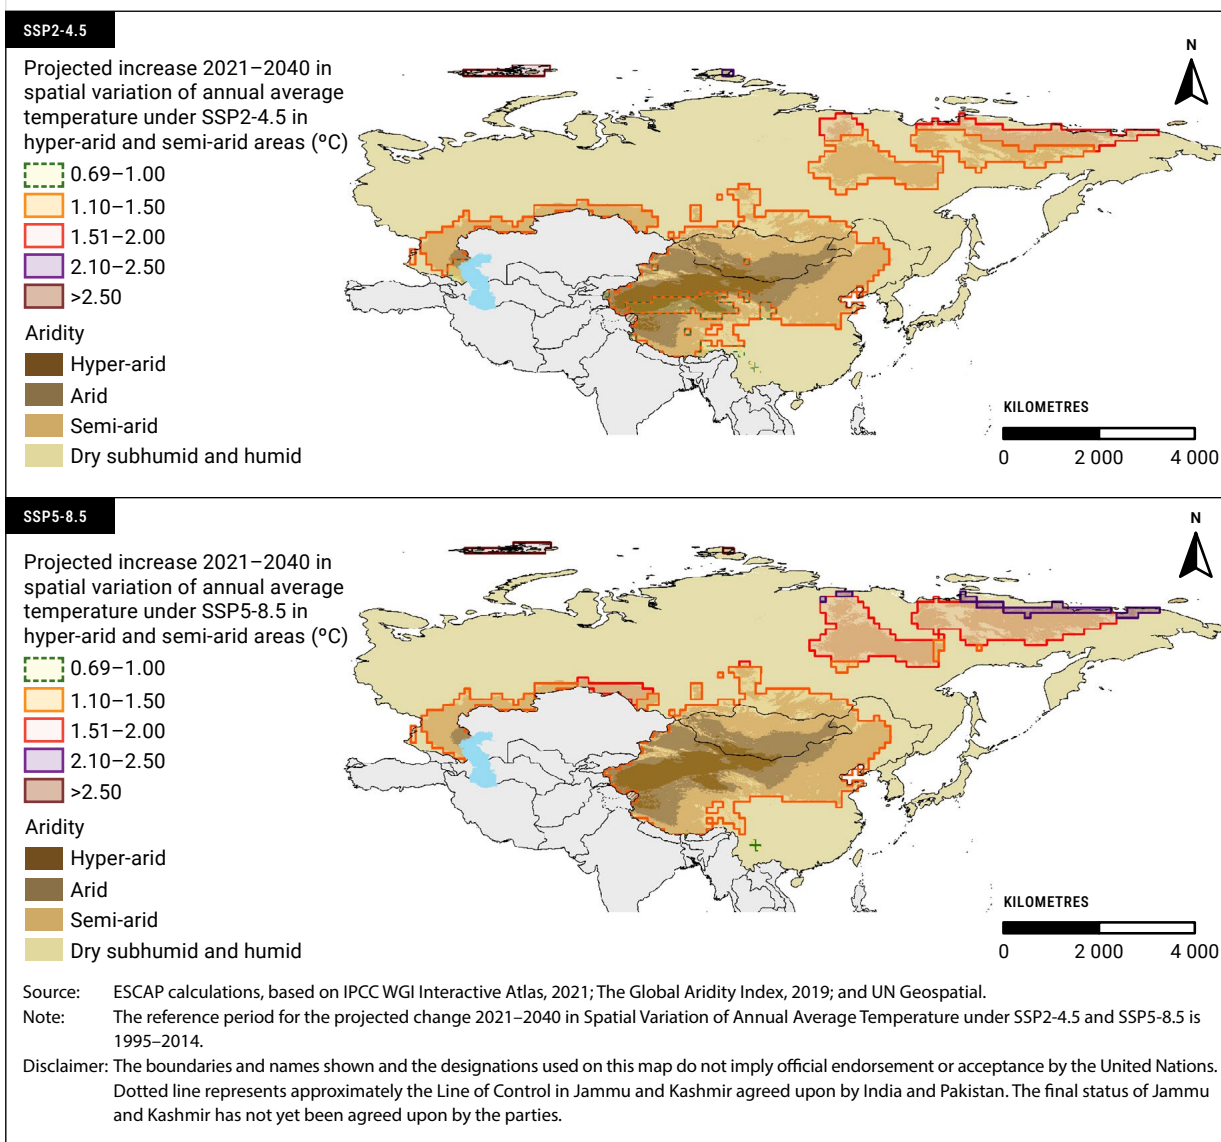 SSP2-4.5
Projected increase 2021–2040 in
spatial variation of annual average
temperature under SSP2-4.5 in
hyper-arid and semi-arid areas (ºC)
0.69–1.00
1.10–1.50
1.51–2.00
2.10–2.50
>2.50
Aridity
Hyper-arid
Arid
Semi-arid
Dry subhumid and humid
N
KILOMETRES
0 2 000 4 000
SSP5-8.5
Projected increase 2021–2040 in
spatial variation of annual average
temperature under SSP5-8.5 in
hyper-arid and semi-arid areas (ºC)
0.69–1.00
1.10–1.50
1.51–2.00
2.10–2.50
>2.50
Aridity
Hyper-arid
Arid
Semi-arid
Dry subhumid and humid
N
KILOMETRES
0 2 000 4 000
Source: ESCAP calculations, based on IPCC WGI Interactive Atlas, 2021; The Global Aridity Index, 2019; and UN Geospatial.
Note: The reference period for the projected change 2021–2040 in Spatial Variation of Annual Average Temperature under SSP2-4.5 and SSP5-8.5 is
1995–2014.
Disclaimer: The boundaries and names shown and the designations used on this map do not imply official endorsement or acceptance by the United Nations.
Dotted line represents approximately the Line of Control in Jammu and Kashmir agreed upon by India and Pakistan. The final status of Jammu
and Kashmir has not yet been agreed upon by the parties.